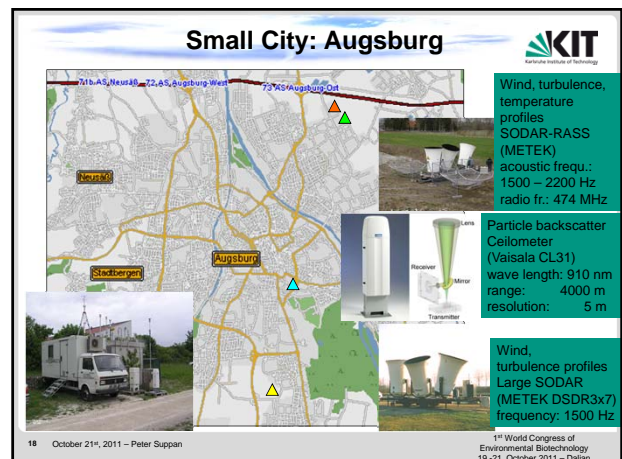 Small City: Augsburg
KIT
Karlsruhe Institute of Technology
71b AS Neusäß 72 AS Augsburg-West
73 AS Augsburg-Ost
Neusäß
Augsburg
Stadtbergen
Wind, turbulence,
temperature
profiles
SODAR-RASS
(METEK)
acoustic frequ.:
1500 – 2200 Hz
radio fr.: 474 MHz
Lens
Receiver
Mirror
Transmitter
Particle backscatter
Ceilometer
(Vaisala CL31)
wave length: 910 nm
range: 4000 m
resolution: 5 m
Wind,
turbulence profiles
Large SODAR
(METEK DSDR3x7)
frequency: 1500 Hz
18 October 21st, 2011 – Peter Suppan
1st World Congress of
Environmental Biotechnology
19 -21. October 2011 – Dalian